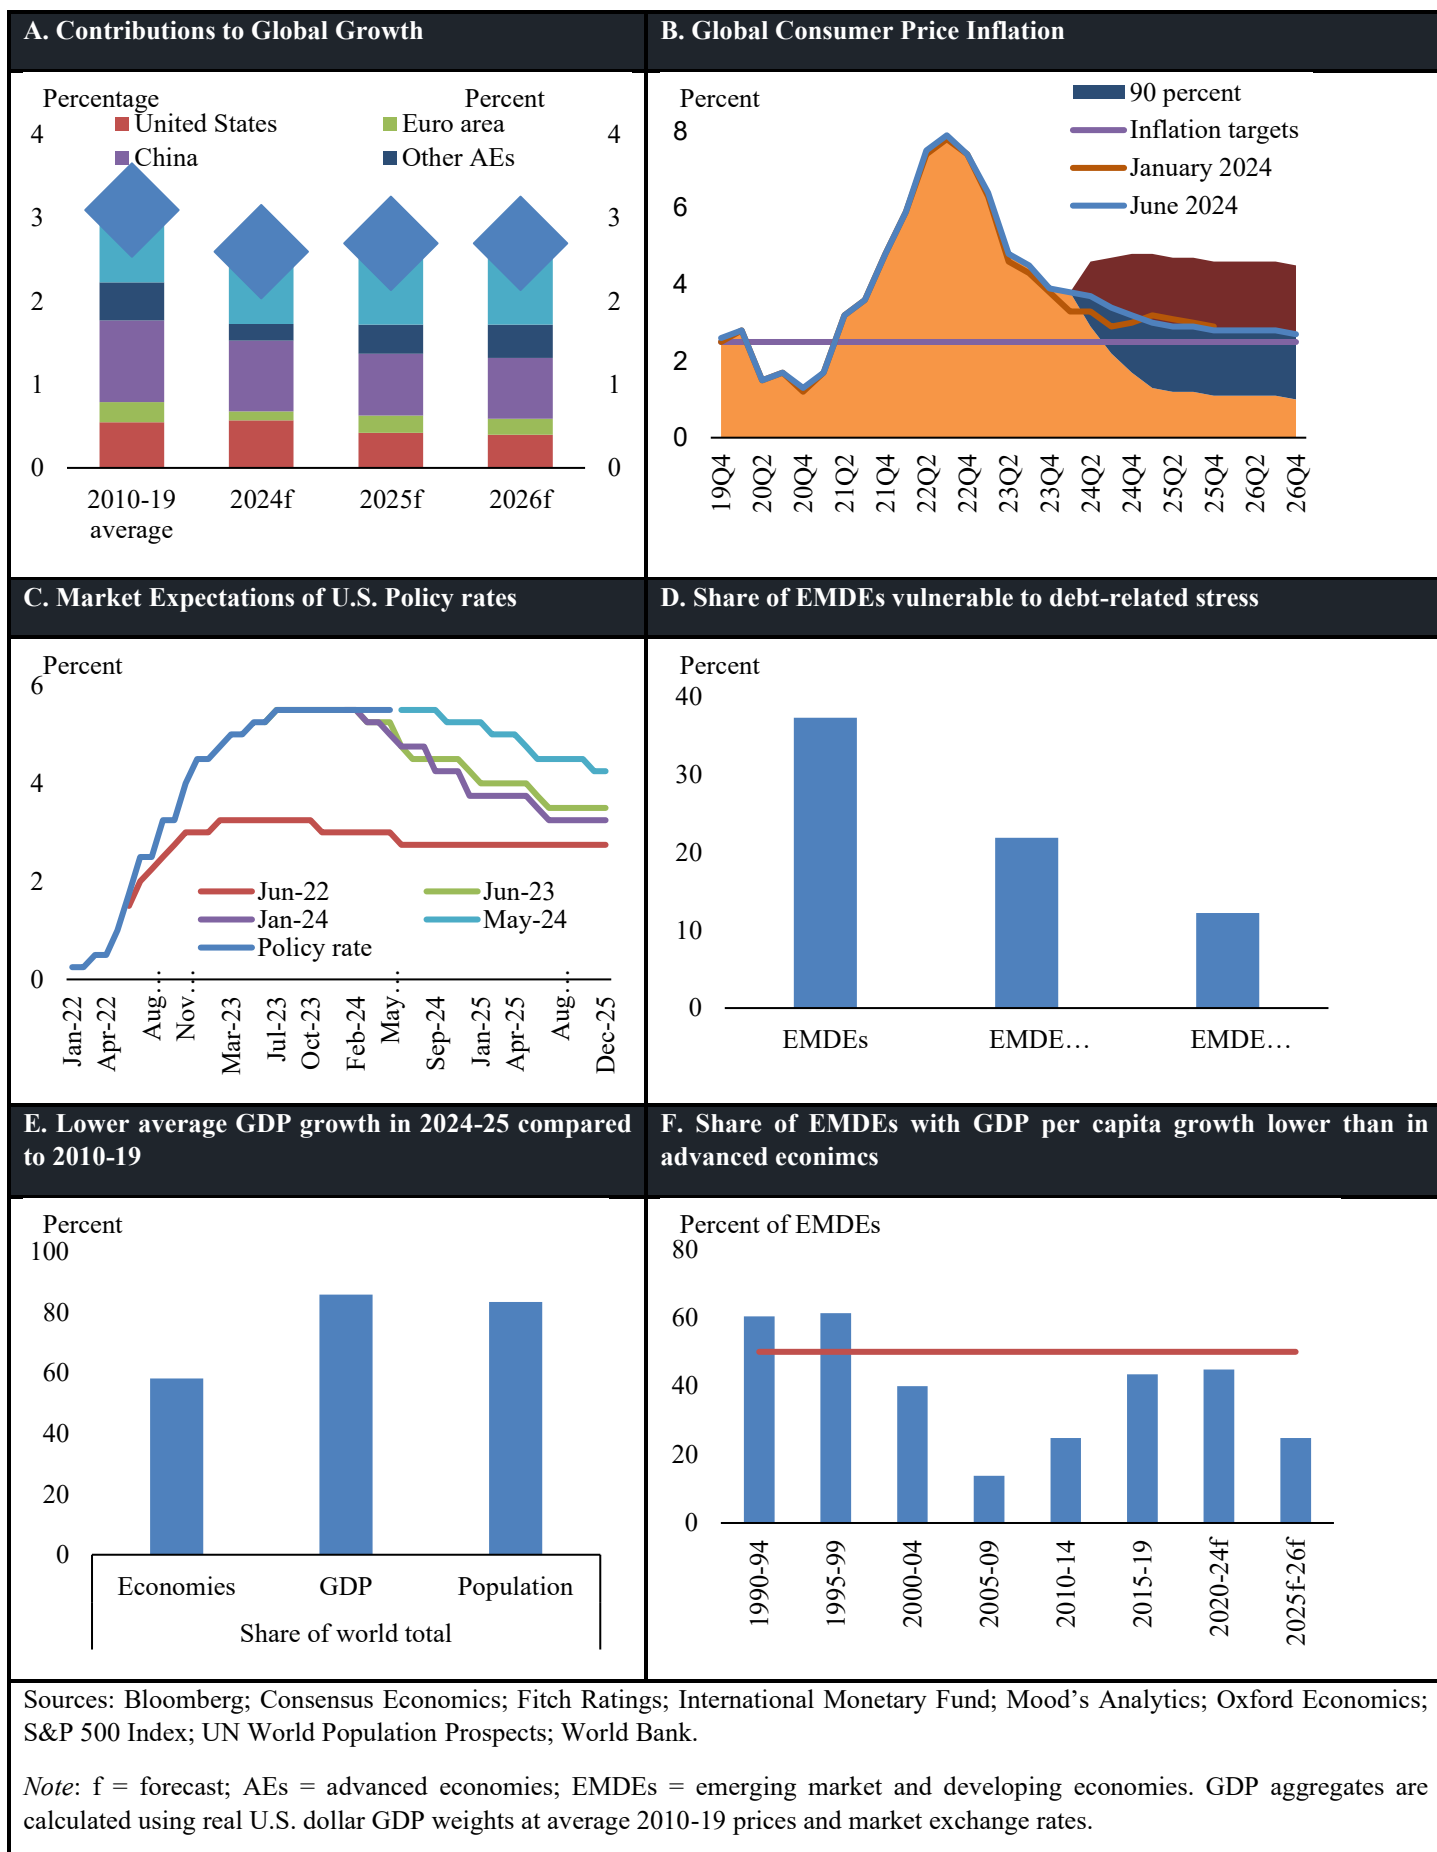 A. Contributions to Global Growth
Percentage
Percent
United States
Euro area
China
Other AEs
4
3
2
1
0
4
3
2
1
0
2010-19
average
2024f
2025f
2026f
B. Global Consumer Price Inflation
Percent
90 percent
Inflation targets
January 2024
June 2024
8
6
4
2
0
19Q4
20Q2
20Q4
21Q2
21Q4
22Q2
22Q4
23Q2
23Q4
24Q2
24Q4
25Q2
25Q4
26Q2
26Q4
C. Market Expectations of U.S. Policy rates
Percent
6
4
2
0
Jun-22
Jun-23
Jan-24
May-24
Policy rate
Jan-22
Apr-22
Aug…
Nov…
Mar-23
Jul-23
Oct-23
Feb-24
May…
Sep-24
Jan-25
Apr-25
Aug…
Dec-25
D. Share of EMDEs vulnerable to debt-related stress
Percent
40
30
20
10
0
EMDEs
EMDE…
EMDE…
E. Lower average GDP growth in 2024-25 compared
to 2010-19
Percent
100
80
60
40
20
0
Economies
GDP
Population
Share of world total
F. Share of EMDEs with GDP per capita growth lower than in
advanced econimcs
Percent of EMDEs
80
60
40
20
0
1990-94
1995-99
2000-04
2005-09
2010-14
2015-19
2020-24f
2025f-26f
Sources: Bloomberg; Consensus Economics; Fitch Ratings; International Monetary Fund; Mood’s Analytics; Oxford Economics;
S&P 500 Index; UN World Population Prospects; World Bank.
Note: f = forecast; AEs = advanced economies; EMDEs = emerging market and developing economies. GDP aggregates are
calculated using real U.S. dollar GDP weights at average 2010-19 prices and market exchange rates.